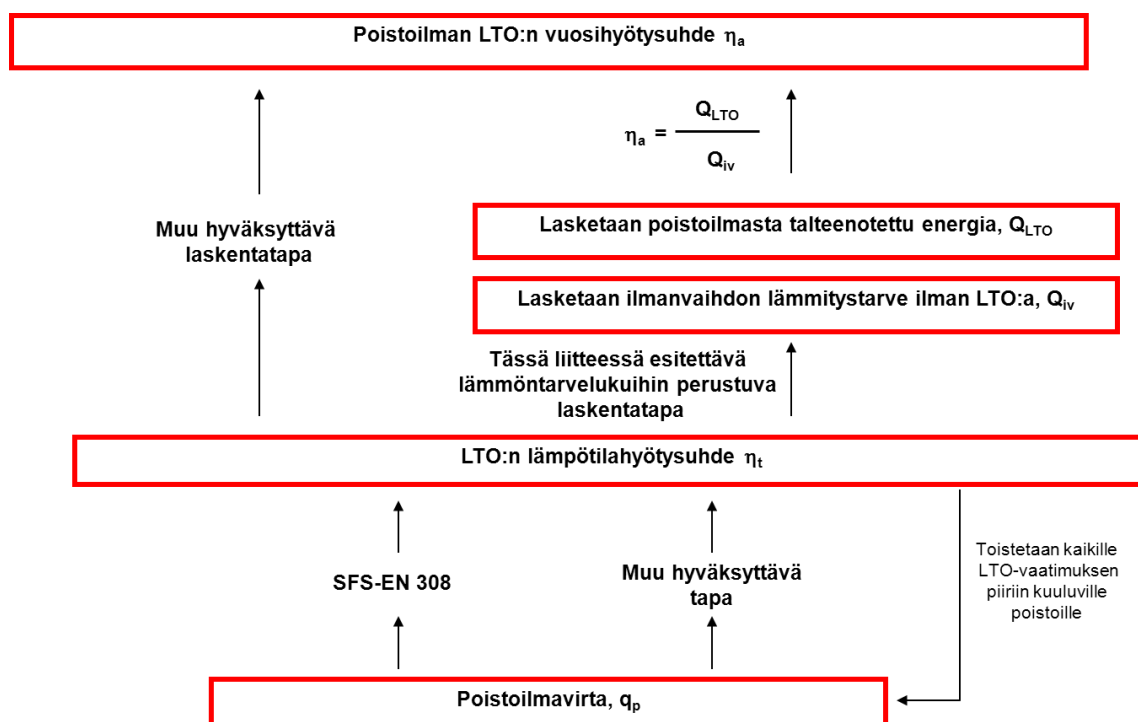 Poistoilman LTO:n vuosihyötysuhde ηa
ηa = QLTO / Qiv
Muu hyväksyttävä
laskentatapa
Lasketaan poistoilmasta talteenotettu energia, QLTO
Lasketaan ilmanvaihdon lämmitystarve ilman LTO:a, Qiv
Tässä liitteessä esitettävä
lämmöntarvelukuihin perustuva
laskentatapa
LTO:n lämpötilahyötysuhde ηt
SFS-EN 308
Muu hyväksyttävä
tapa
Toistetaan kaikille
LTO-vaatimuksen
piiriin kuuluville
poistoille
Poistoilmavirta, qp